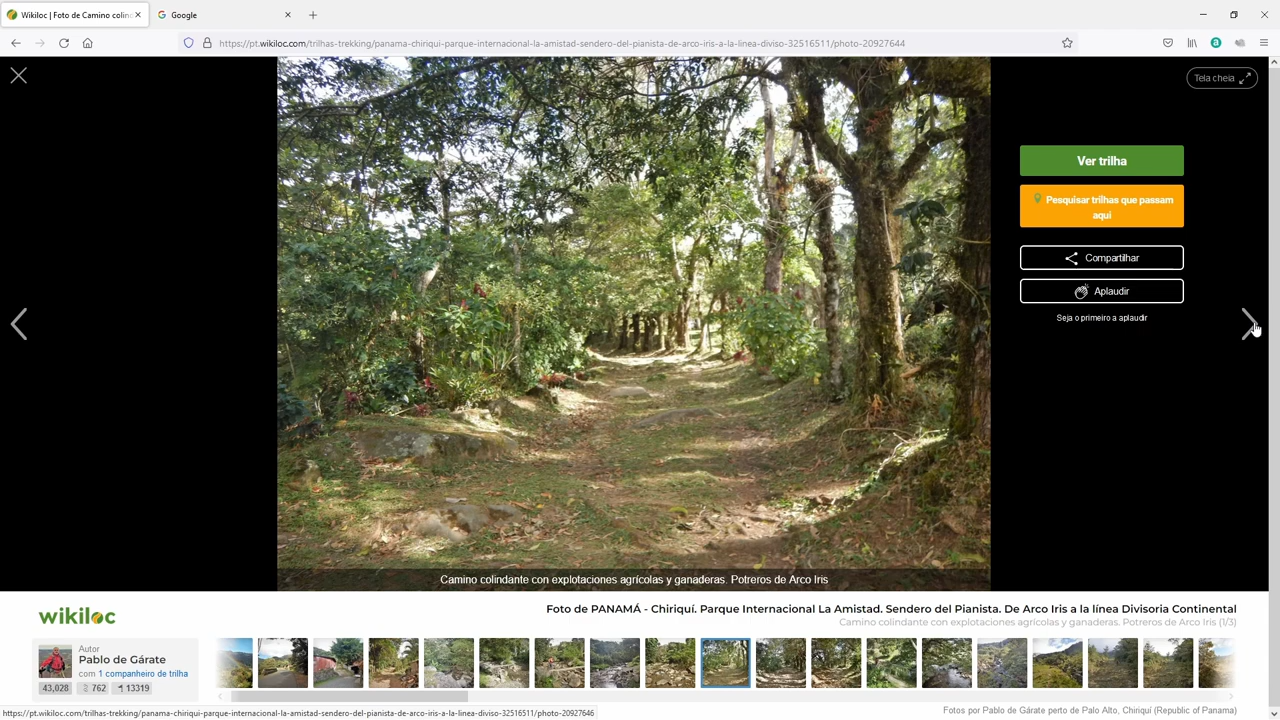 Wikiloc | Foto de Camino colin
Google
https://pt.wikiloc.com/trilhas-trekking/panama-chiriqui-parque-internacional-la-amistad-sendero-del-pianista-de-arco-iris-a-la-linea-diviso-32516511/photo-20927644
Tela cheia
Ver trilha
Pesquisar trilhas que passam
aqui
Compartilhar
Aplaudir
Seja o primeiro a aplaudir
Camino colindante con explotaciones agrícolas y ganaderas. Potreros de Arco Iris
wikiloc
Foto de PANAMÁ - Chiriquí. Parque Internacional La Amistad. Sendero del Pianista. De Arco Iris a la línea Divisoria Continental
Camino colindante con explotaciones agrícolas y ganaderas. Potreros de Arco Iris (1/3)
Autor
Pablo de Gárate
com 1 companheiro de trilha
43,028 762 13319
https://pt.wikiloc.com/trilhas-trekking/panama-chiriqui-parque-internacional-la-amistad-sendero-del-pianista-de-arco-iris-a-la-linea-diviso-32516511/photo-20927646
Fotos por Pablo de Gárate perto de Palo Alto, Chiriquí (Republic of Panama)